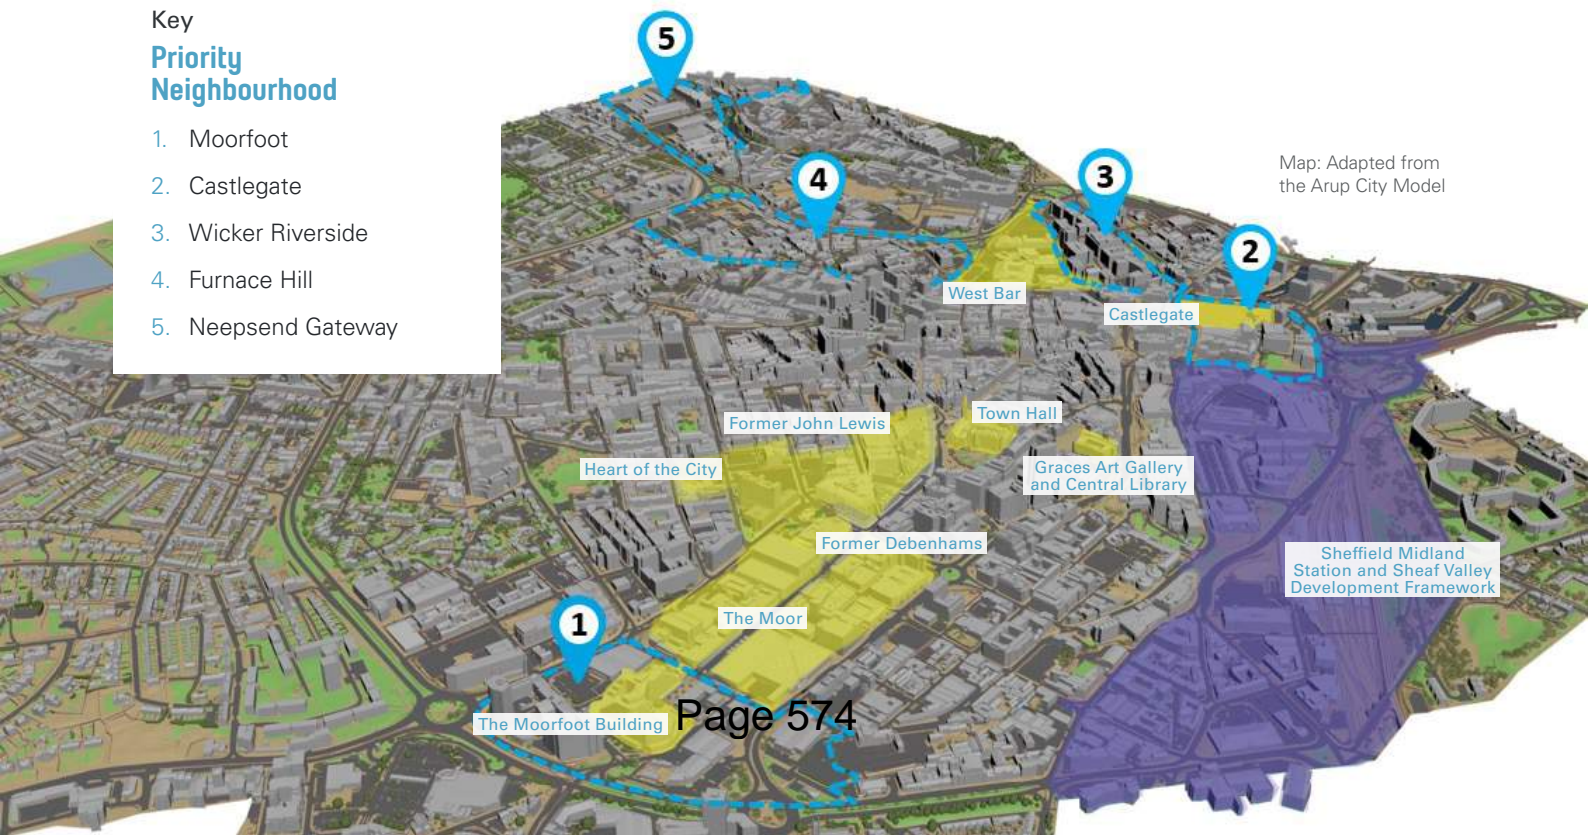 Key
Priority
Neighbourhood
1. Moorfoot
2. Castlegate
3. Wicker Riverside
4. Furnace Hill
5. Neepsend Gateway
5
4
3
2
Map: Adapted from
the Arup City Model
West Bar
Castlegate
Former John Lewis
Town Hall
Heart of the City
Graces Art Gallery
and Central Library
Former Debenhams
Sheffield Midland
Station and Sheaf Valley
Development Framework
The Moor
1
The Moorfoot Building
Page 574